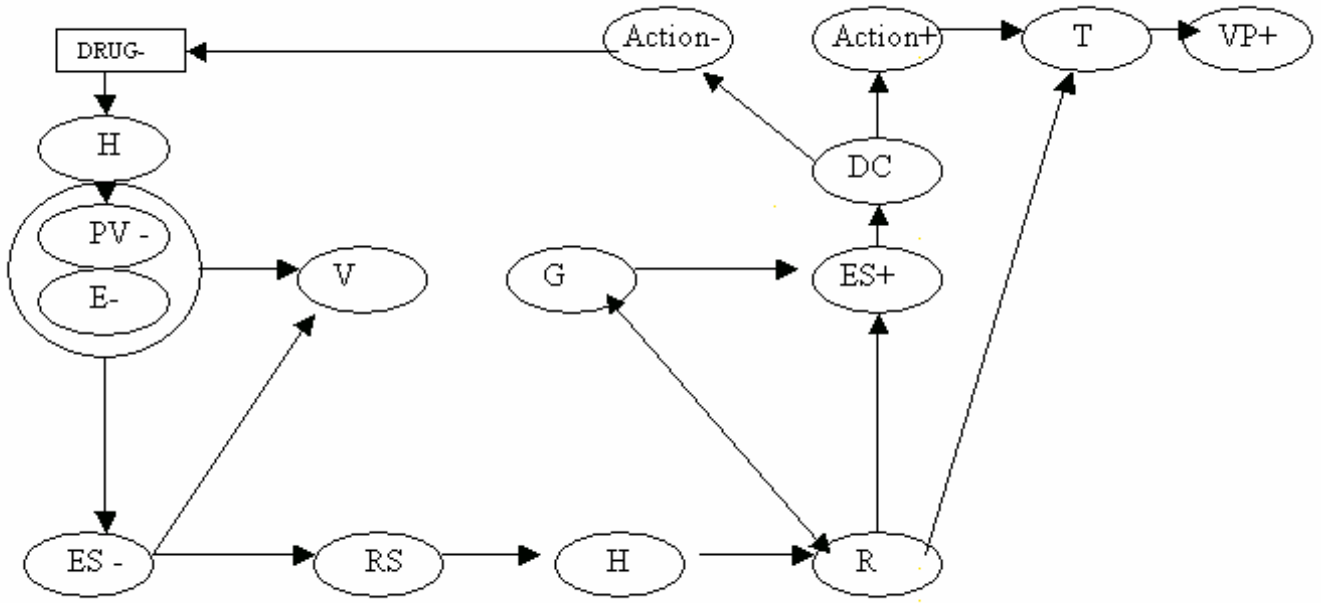 Action-
Action+
T
VP+
DRUG-
H
DC
PV -
E-
V
G
ES+
ES -
RS
H
R